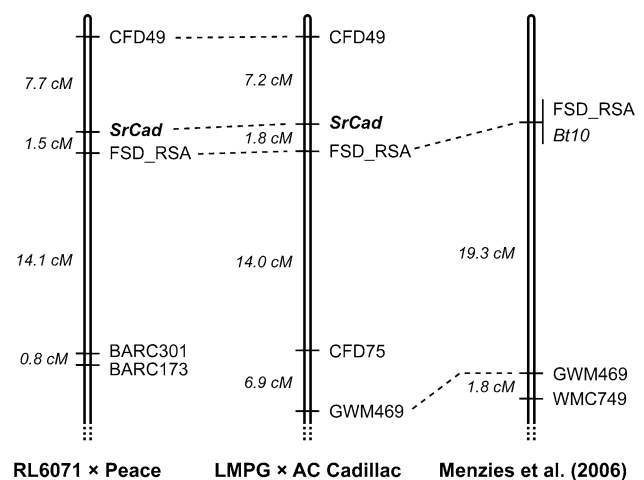 CFD49
7.7 cM
SrCad
1.5 cM
FSD_RSA
14.1 cM
BARC301
0.8 cM
BARC173
RL6071 × Peace
CFD49
7.2 cM
SrCad
1.8 cM
FSD_RSA
14.0 cM
CFD75
6.9 cM
GWM469
LMPG × AC Cadillac
FSD_RSA
Bt10
19.3 cM
GWM469
1.8 cM
WMC749
Menzies et al. (2006)